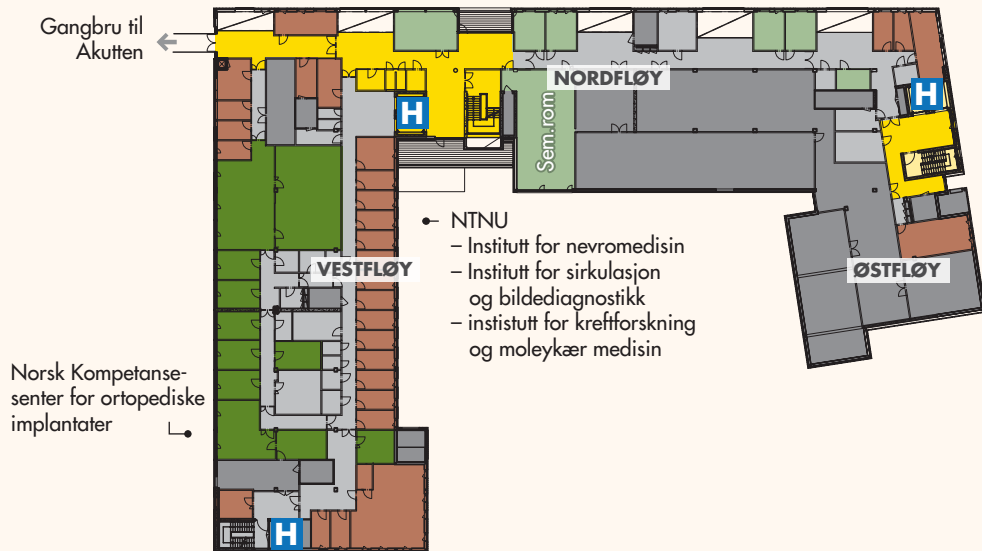 Gangbru til
Akutten
NORDFLØY
H
H
Sem.rom
NTNU
– Institutt for nevromedisin
– Institutt for sirkulasjon
og bildediagnostikk
– instistutt for kreftforskning
og moleykær medisin
VESTFLØY
ØSTFLØY
Norsk Kompetanse-
senter for ortopediske
implantater
H